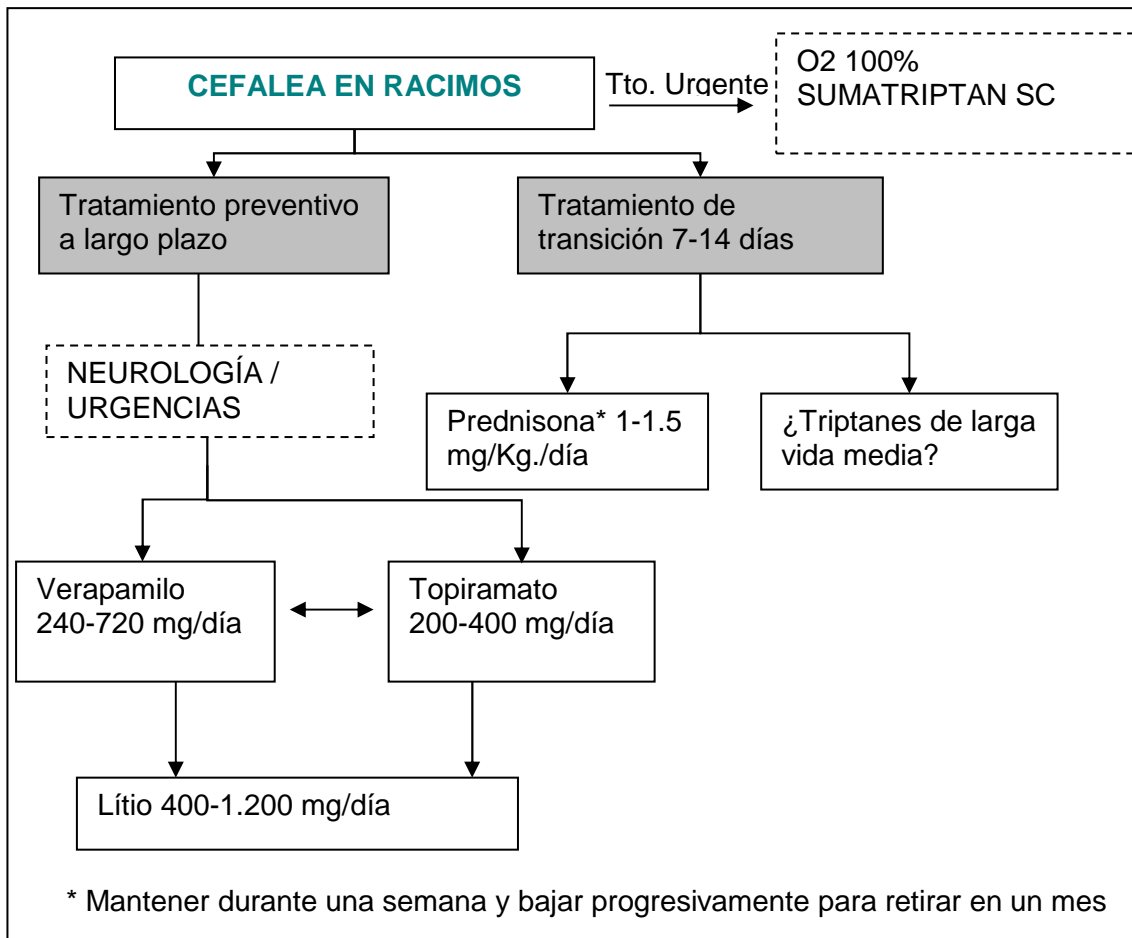 CEFALEA EN RACIMOS
Tto. Urgente
O2 100%
SUMATRIPTAN SC
Tratamiento preventivo
a largo plazo
Tratamiento de
transición 7-14 días
NEUROLOGÍA /
URGENCIAS
Prednisona* 1-1.5
mg/Kg./día
¿Triptanes de larga
vida media?
Verapamilo
240-720 mg/día
Topiramato
200-400 mg/día
Lítio 400-1.200 mg/día
* Mantener durante una semana y bajar progresivamente para retirar en un mes